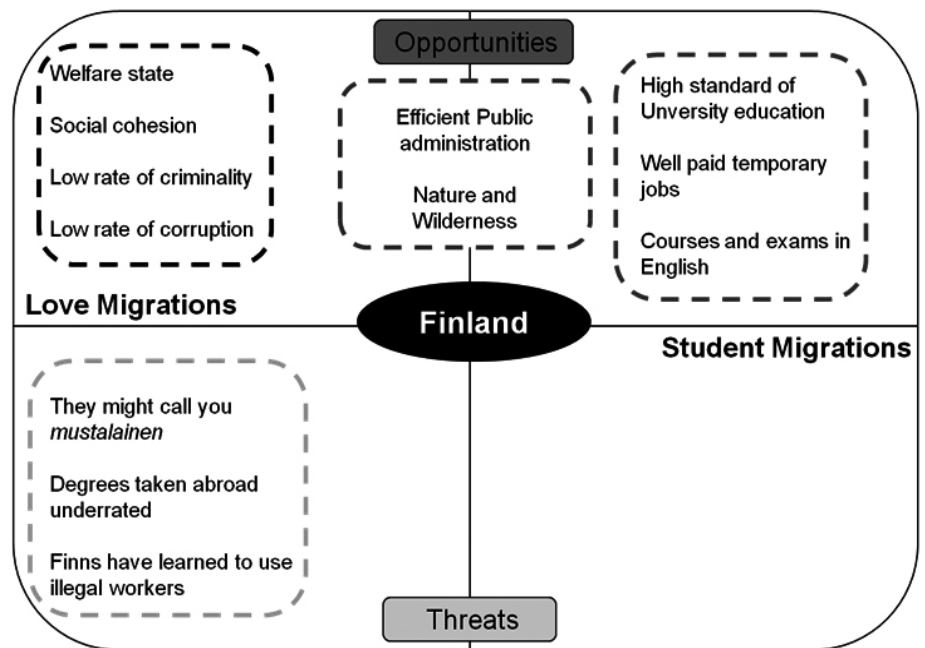 Opportunities
Welfare state
Social cohesion
Low rate of criminality
Low rate of corruption
Efficient Public
administration
Nature and
Wilderness
High standard of
Unversity education
Well paid temporary
jobs
Courses and exams in
English
Love Migrations
Finland
Student Migrations
They might call you
mustalainen
Degrees taken abroad
underrated
Finns have learned to use
illegal workers
Threats